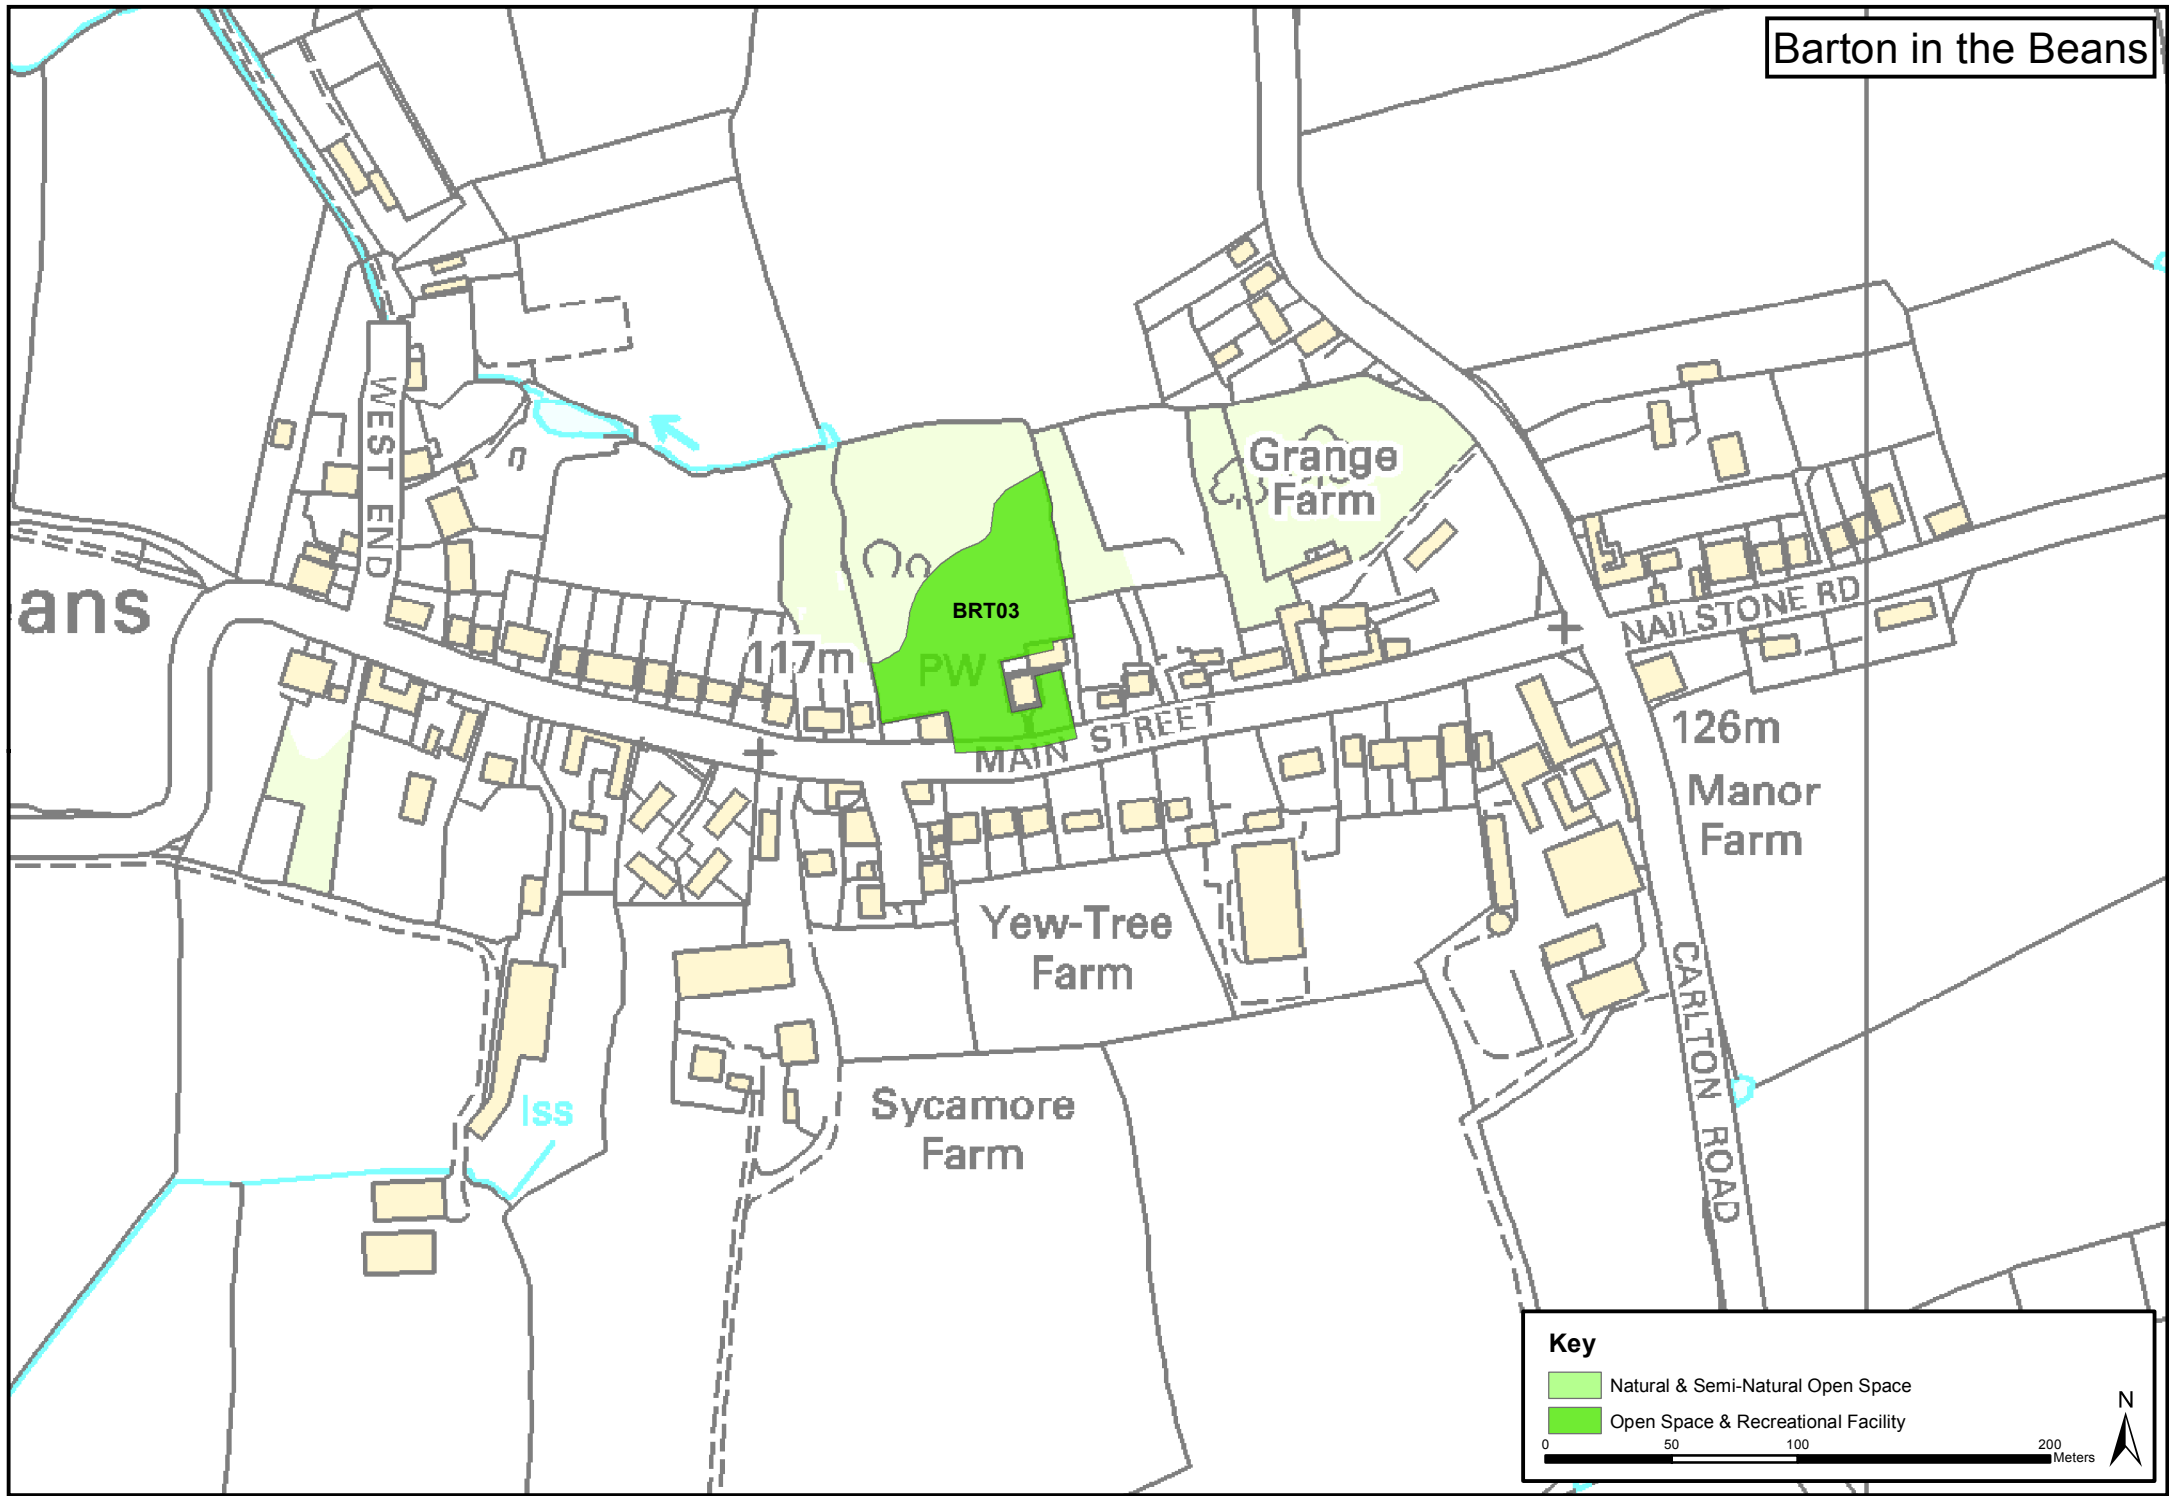 Barton in the Beans
WEST END
Grange
Farm
ans
BRT03
NAILSTONE RD
117m
PW
MAIN STREET
126m
Manor
Farm
Yew-Tree
Farm
CARLTON ROAD
Sycamore
Farm
Iss
Key
Natural & Semi-Natural Open Space
Open Space & Recreational Facility
N
0 50 100 200
Meters